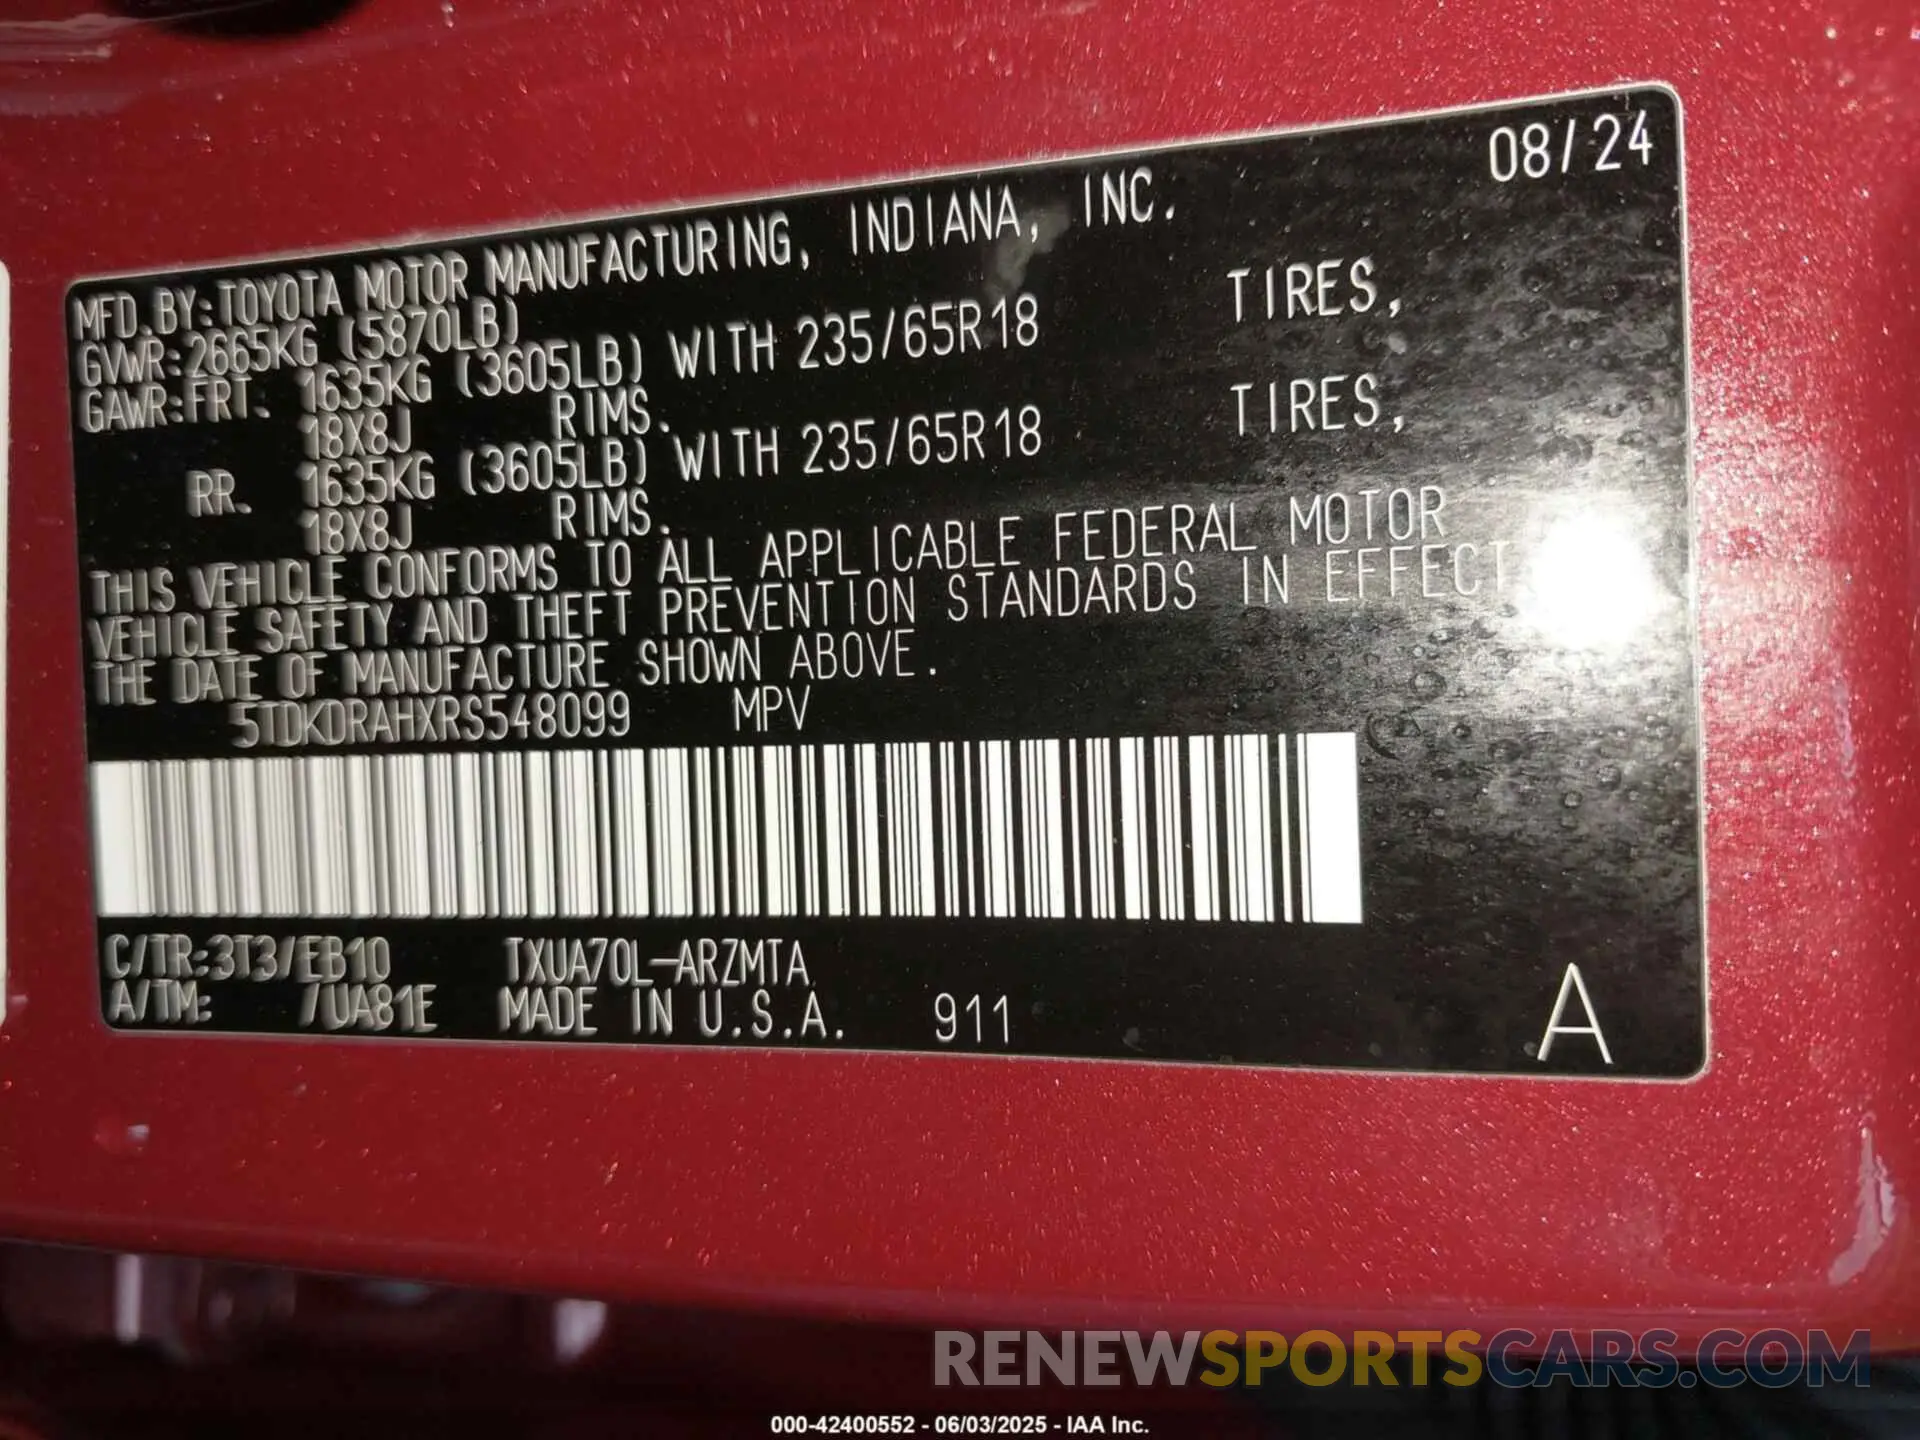 08/24
MFD.BY:TOYOTA MOTOR MANUFACTURING, INDIANA, INC.
GVWR:2665KG (5870LB)
GAWR:FRT. 1635KG (3605LB) WITH 235/65R18 TIRES,
18X8J RIMS.
RR. 1635KG (3605LB) WITH 235/65R18 TIRES,
18X8J RIMS.
THIS VEHICLE CONFORMS TO ALL APPLICABLE FEDERAL MOTOR
VEHICLE SAFETY AND THEFT PREVENTION STANDARDS IN EFFECT
THE DATE OF MANUFACTURE SHOWN ABOVE.
5TDKDRAHXRS548099 MPV
C/TR:3T3/EB10 TXUA70L-ARZMTA
A/TM: /UA81E MADE IN U.S.A. 911
A
RENEWSPORTSCARS.COM
000-42400552 - 06/03/2025 - IAA Inc.